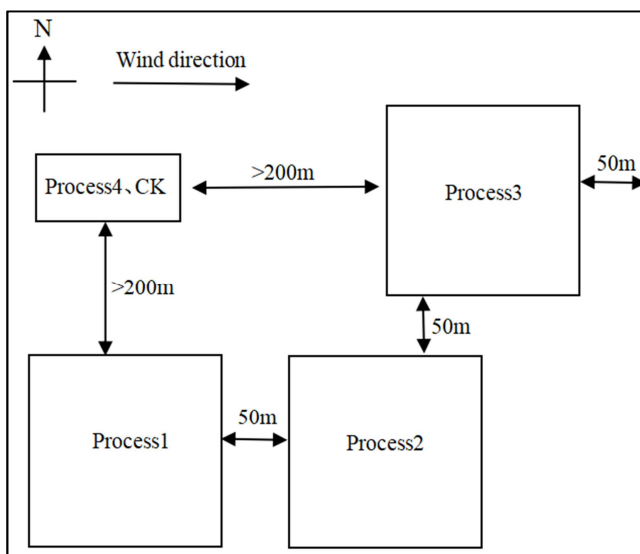 N
Wind direction
Process4、CK
>200m
Process3
50m
>200m
50m
Process1
50m
Process2